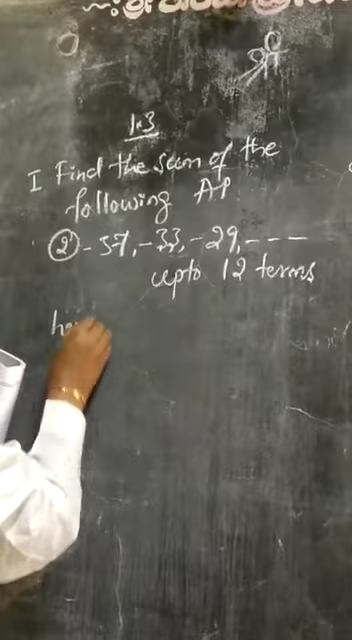 1.3
I Find the sum of the
following AP.
② -37, -33, -29, - - - -
upto 12 terms